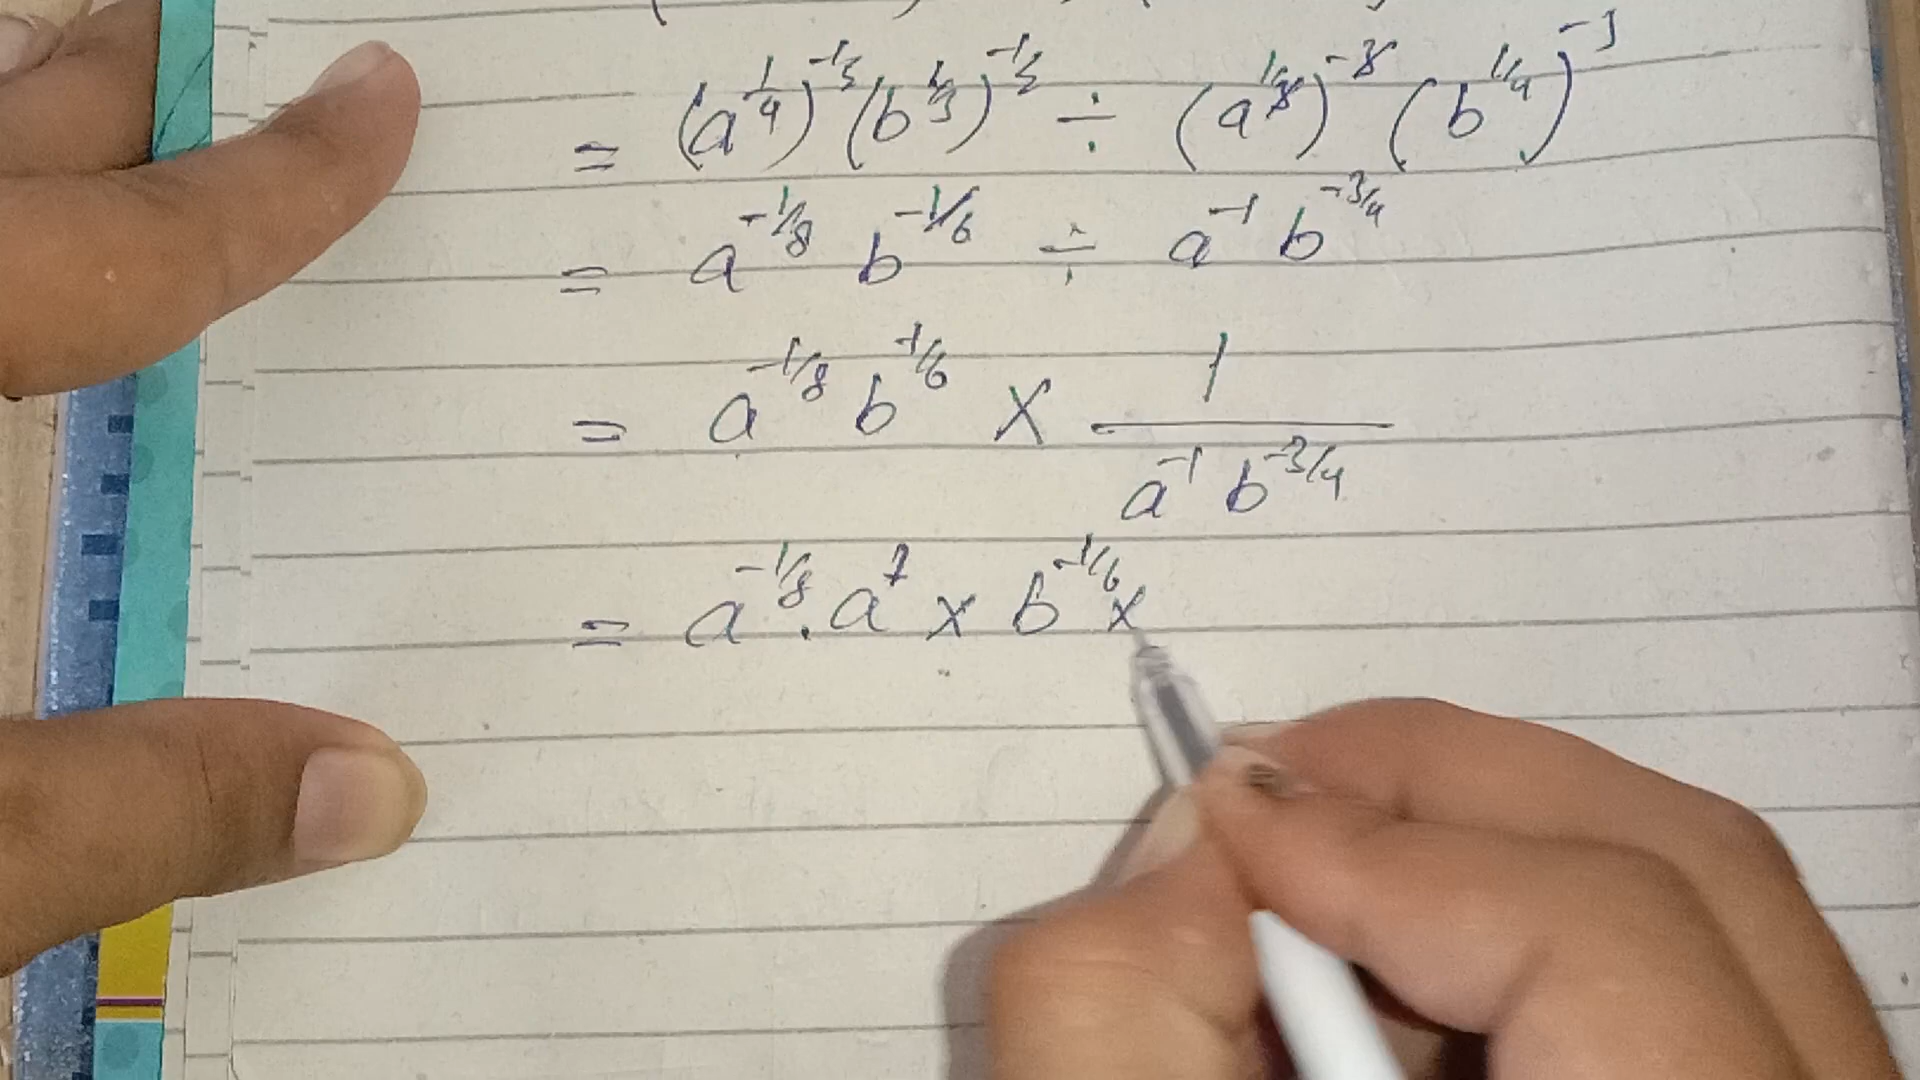 = (a^1/4)^-1/2 (b^1/3)^-1/2 ÷ (a^1/8)^-8 (b^1/4)^-3
= a^-1/8 b^-1/6 ÷ a^-1 b^-3/4
= a^-1/8 b^-1/6 × 1/(a^-1 b^-3/4)
= a^-1/8 . a^1 × b^-1/6 ×